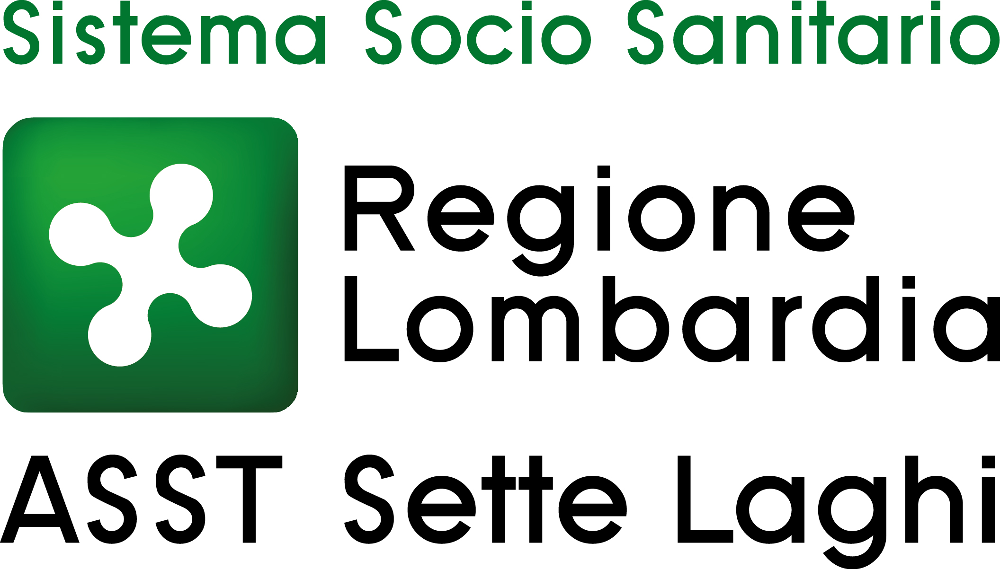 Sistema Socio Sanitario
Regione
Lombardia
ASST Sette Laghi